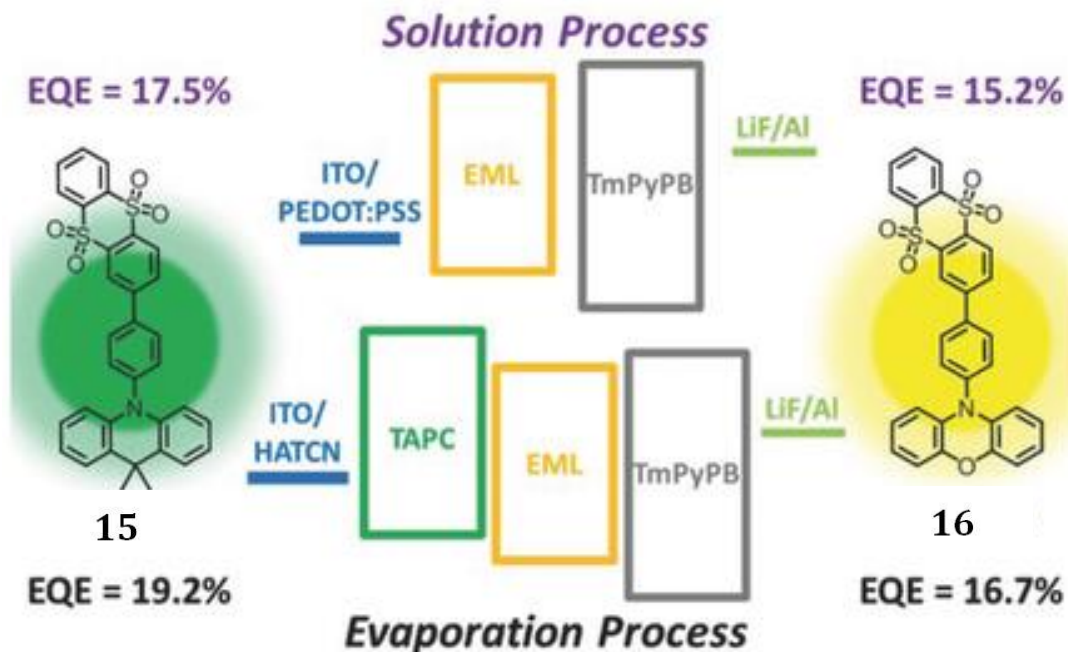 Solution Process
EQE = 17.5%
EQE = 15.2%
ITO/
PEDOT:PSS
EML
TmPyPB
LiF/Al
O
O
S
O
O
S
N
15
O
O
S
O
O
S
N
O
16
ITO/
HATCN
TAPC
EML
TmPyPB
LiF/Al
EQE = 19.2%
EQE = 16.7%
Evaporation Process